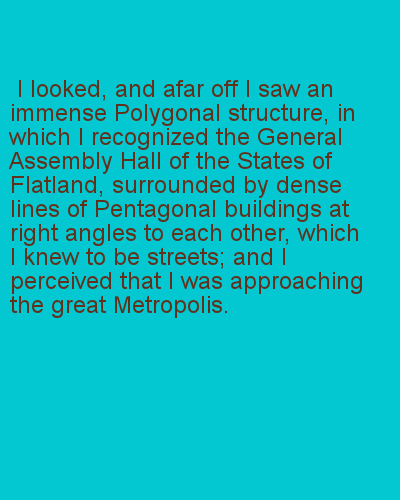 I looked, and afar off I saw an
immense Polygonal structure, in
which I recognized the General
Assembly Hall of the States of
Flatland, surrounded by dense
lines of Pentagonal buildings at
right angles to each other, which
I knew to be streets; and I
perceived that I was approaching
the great Metropolis.